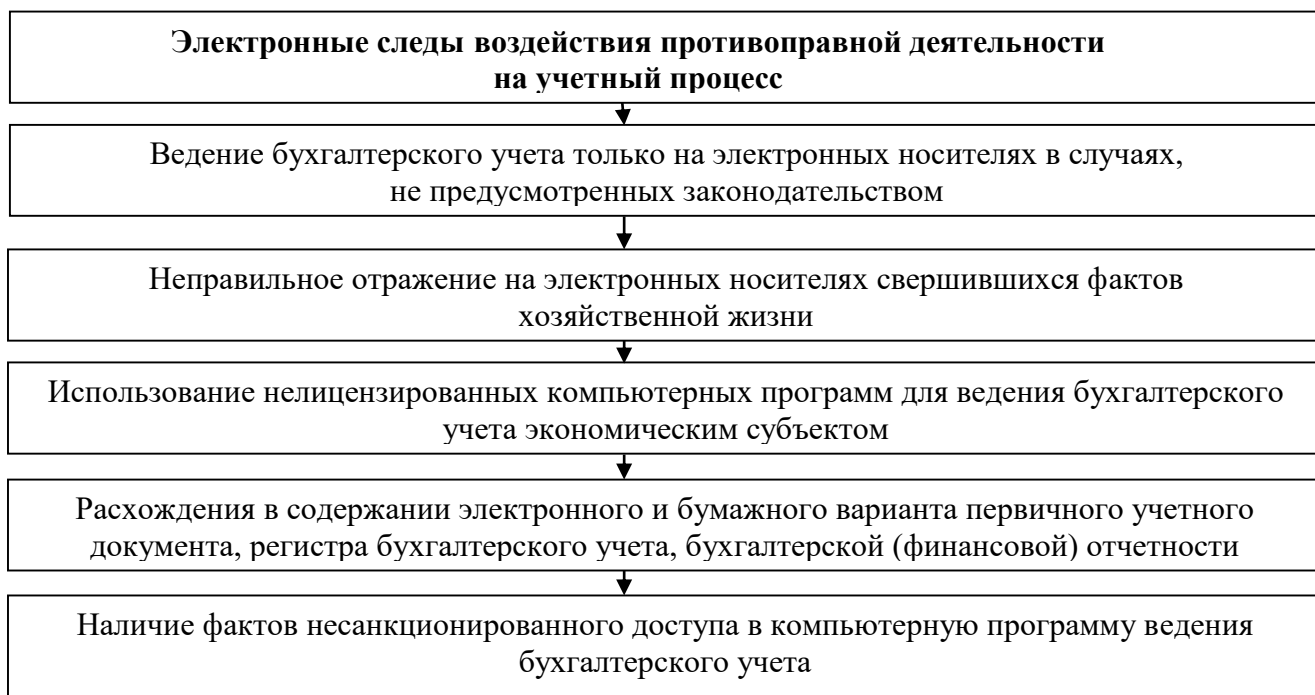 Электронные следы воздействия противоправной деятельности
на учетный процесс
Ведение бухгалтерского учета только на электронных носителях в случаях,
не предусмотренных законодательством
Неправильное отражение на электронных носителях свершившихся фактов
хозяйственной жизни
Использование нелицензированных компьютерных программ для ведения бухгалтерского
учета экономическим субъектом
Расхождения в содержании электронного и бумажного варианта первичного учетного
документа, регистра бухгалтерского учета, бухгалтерской (финансовой) отчетности
Наличие фактов несанкционированного доступа в компьютерную программу ведения
бухгалтерского учета